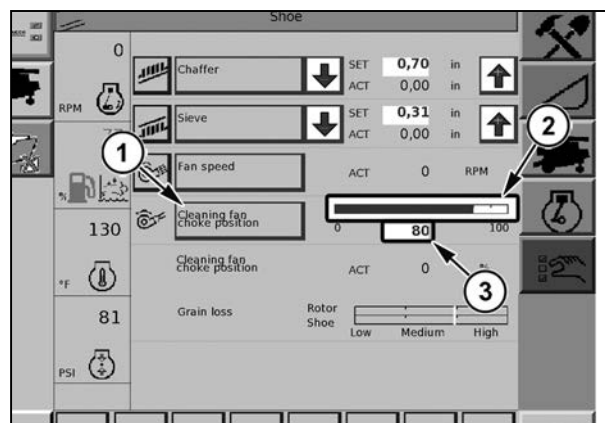 Shoe
0
RPM
%
130
°F
81
PSI
Chaffer
SET 0,70 in
ACT 0,00 in
Sieve
SET 0,31 in
ACT 0,00 in
2
1
Fan speed
ACT 0 RPM
Cleaning fan
choke position
0 80 100
Cleaning fan
choke position
ACT 0
3
Grain loss
Rotor
Shoe
Low Medium High